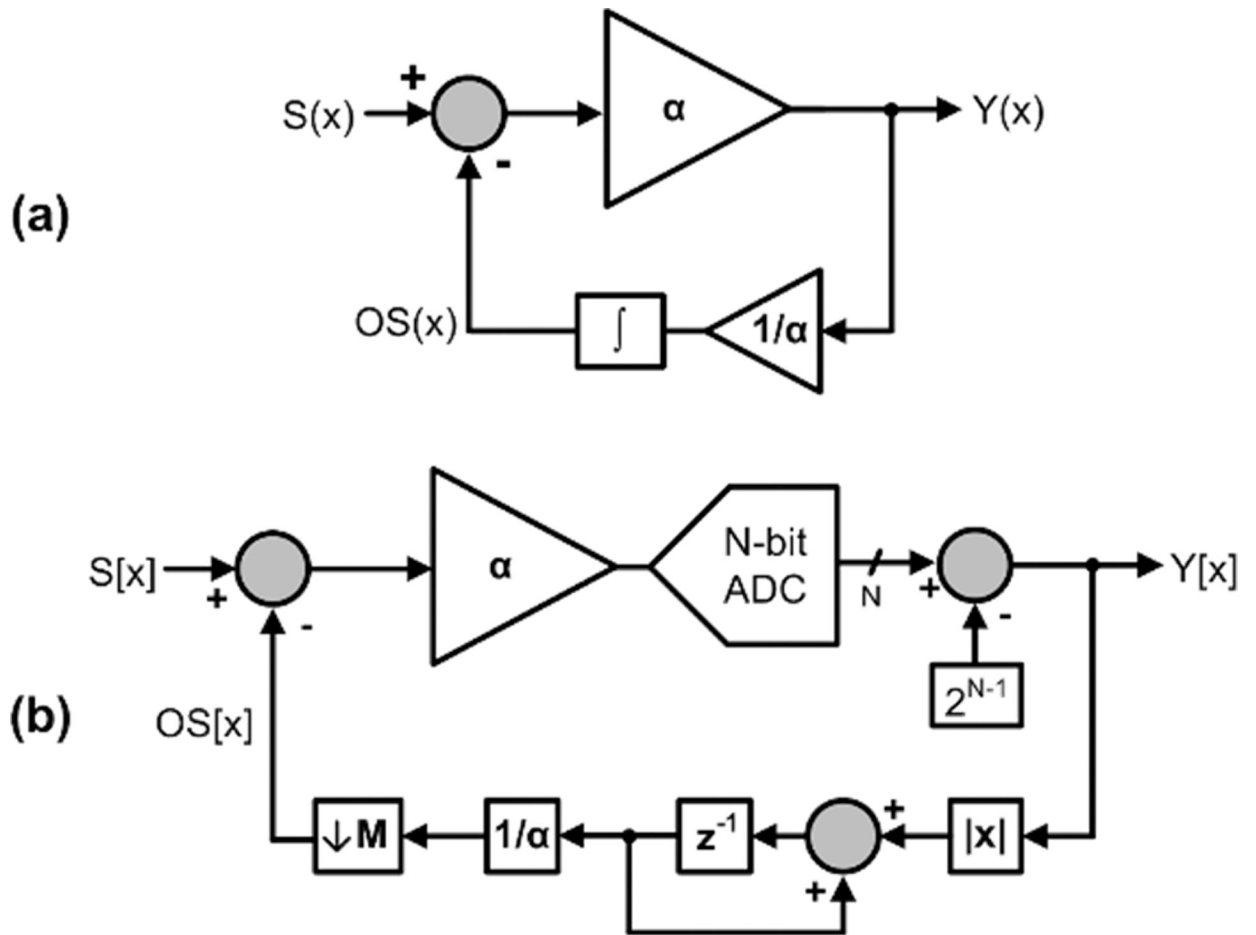 +
S(x)
α
Y(x)
-
(a)
OS(x)
∫
1/α
S[x]
+
-
α
N-bit
ADC
N
+
-
Y[x]
2^{N-1}
(b)
OS[x]
↓M
1/α
z^{-1}
+
+
|x|